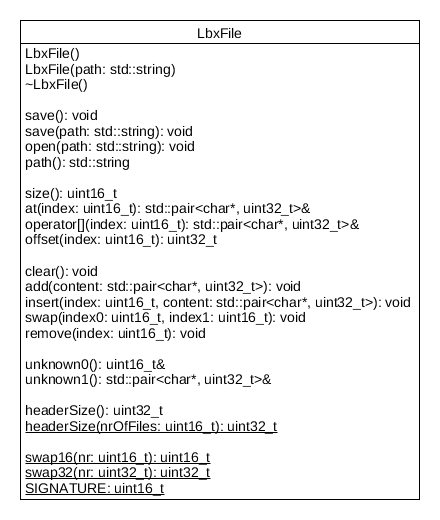 LbxFile
LbxFile()
LbxFile(path: std::string)
~LbxFile()
save(): void
save(path: std::string): void
open(path: std::string): void
path(): std::string
size(): uint16_t
at(index: uint16_t): std::pair<char*, uint32_t>&
operator[](index: uint16_t): std::pair<char*, uint32_t>&
offset(index: uint16_t): uint32_t
clear(): void
add(content: std::pair<char*, uint32_t>): void
insert(index: uint16_t, content: std::pair<char*, uint32_t>): void
swap(index0: uint16_t, index1: uint16_t): void
remove(index: uint16_t): void
unknown0(): uint16_t&
unknown1(): std::pair<char*, uint32_t>&
headerSize(): uint32_t
headerSize(nrOfFiles: uint16_t): uint32_t
swap16(nr: uint16_t): uint16_t
swap32(nr: uint32_t): uint32_t
SIGNATURE: uint16_t